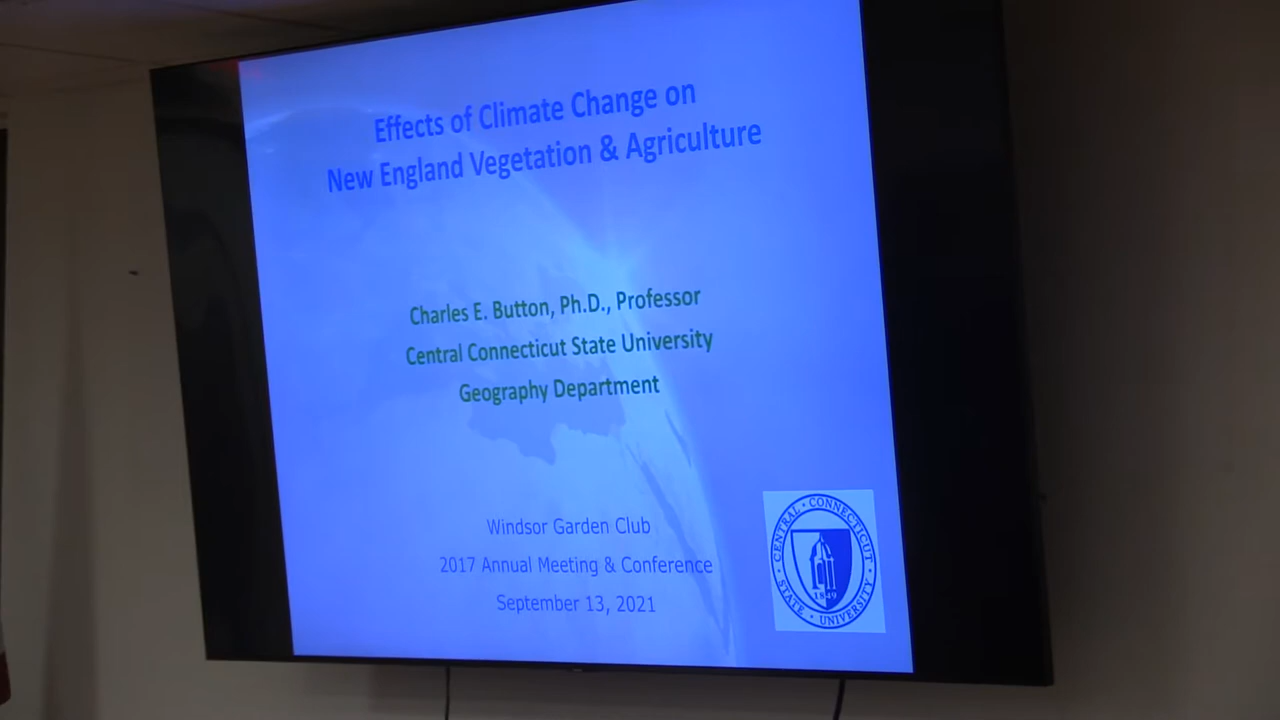 Effects of Climate Change on
New England Vegetation & Agriculture
Charles E. Button, Ph.D., Professor
Central Connecticut State University
Geography Department
Windsor Garden Club
2017 Annual Meeting & Conference
September 13, 2021
CENTRAL • CONNECTICUT • STATE • UNIVERSITY •
1849